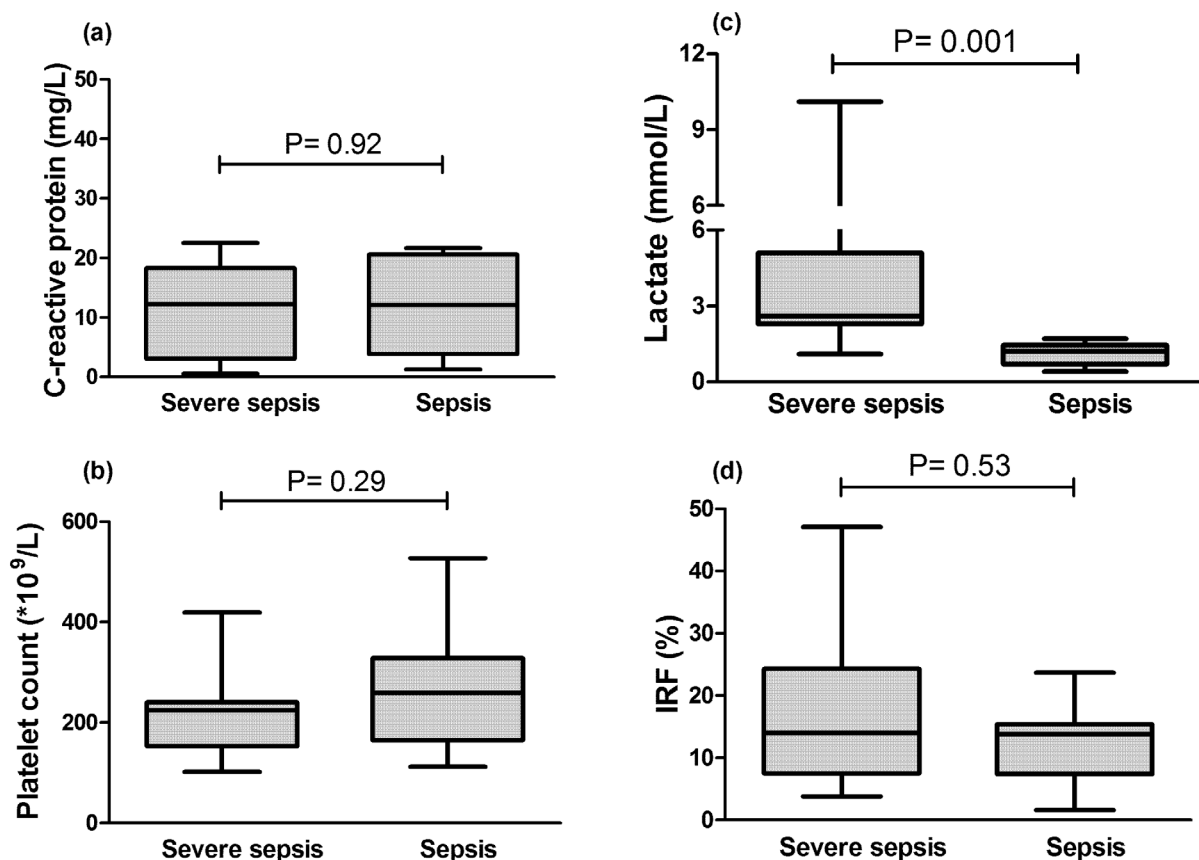 (a)
C-reactive protein (mg/L)
50
40
30
20
10
0
P= 0.92
Severe sepsis
Sepsis
(c)
Lactate (mmol/L)
12
9
6
6
3
0
P= 0.001
Severe sepsis
Sepsis
(b)
Platelet count (*10⁹/L)
600
400
200
0
P= 0.29
Severe sepsis
Sepsis
(d)
IRF (%)
50
40
30
20
10
0
P= 0.53
Severe sepsis
Sepsis